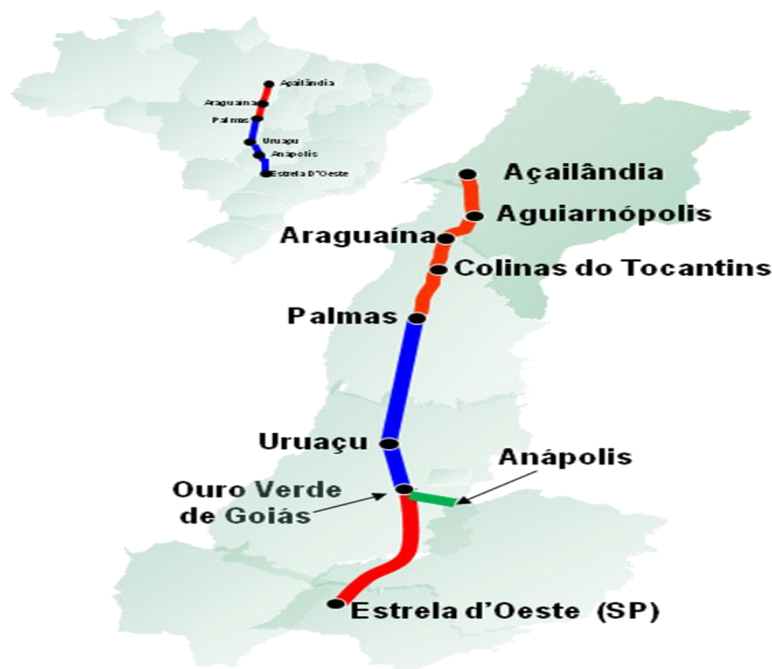 Açailândia
Araguaína
Palmas
Uruaçu
Anápolis
Estrela D'Oeste
Açailândia
Aguiarnópolis
Araguaína
Colinas do Tocantins
Palmas
Uruaçu
Anápolis
Ouro Verde
de Goiás
Estrela d'Oeste (SP)